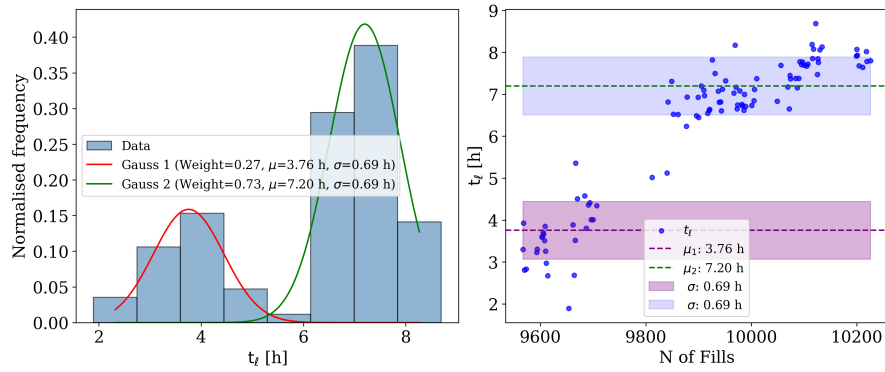 Normalised frequency
0.40
0.35
0.30
0.25
0.20
0.15
0.10
0.05
0.00
Data
Gauss 1 (Weight=0.27, μ=3.76 h, σ=0.69 h)
Gauss 2 (Weight=0.73, μ=7.20 h, σ=0.69 h)
2 4 6 8
tℓ [h]
tℓ [h]
9
8
7
6
5
4
3
2
tℓ
μ1: 3.76 h
μ2: 7.20 h
σ: 0.69 h
σ: 0.69 h
9600 9800 10000 10200
N of Fills